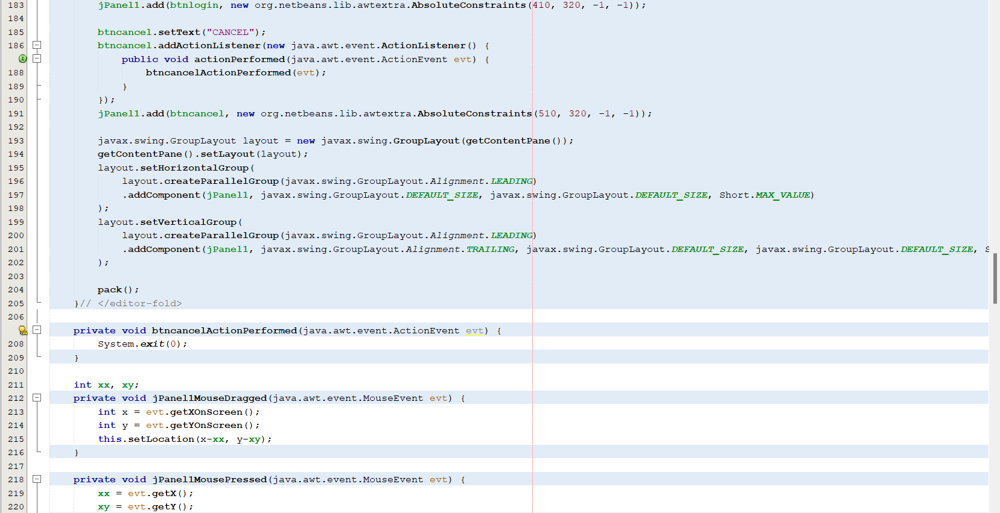 183 jPanel1.add(btnlogin, new org.netbeans.lib.awtextra.AbsoluteConstraints(410, 320, -1, -1));
184
185 btncancel.setText("CANCEL");
186 btncancel.addActionListener(new java.awt.event.ActionListener() {
public void actionPerformed(java.awt.event.ActionEvent evt) {
188 btncancelActionPerformed(evt);
189 }
190 });
191 jPanel1.add(btncancel, new org.netbeans.lib.awtextra.AbsoluteConstraints(510, 320, -1, -1));
192
193 javax.swing.GroupLayout layout = new javax.swing.GroupLayout(getContentPane());
194 getContentPane().setLayout(layout);
195 layout.setHorizontalGroup(
196 layout.createParallelGroup(javax.swing.GroupLayout.Alignment.LEADING)
197 .addComponent(jPanel1, javax.swing.GroupLayout.DEFAULT_SIZE, javax.swing.GroupLayout.DEFAULT_SIZE, Short.MAX_VALUE)
198 );
199 layout.setVerticalGroup(
200 layout.createParallelGroup(javax.swing.GroupLayout.Alignment.LEADING)
201 .addComponent(jPanel1, javax.swing.GroupLayout.Alignment.TRAILING, javax.swing.GroupLayout.DEFAULT_SIZE, javax.swing.GroupLayout.DEFAULT_SIZE,
202 );
203
204 pack();
205 }// </editor-fold>
206
private void btncancelActionPerformed(java.awt.event.ActionEvent evt) {
208 System.exit(0);
209 }
210
211 int xx, xy;
212 private void jPanel1MouseDragged(java.awt.event.MouseEvent evt) {
213 int x = evt.getXOnScreen();
214 int y = evt.getYOnScreen();
215 this.setLocation(x-xx, y-xy);
216 }
217
218 private void jPanel1MousePressed(java.awt.event.MouseEvent evt) {
219 xx = evt.getX();
220 xy = evt.getY();